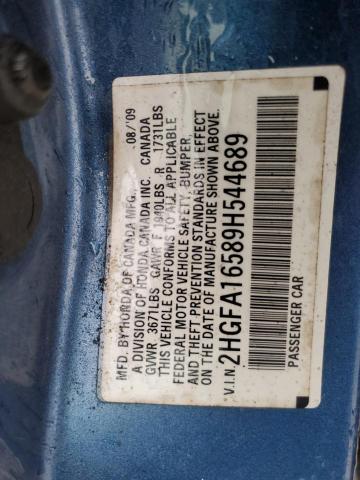 MFD. BY HONDA OF CANADA MFG., 08/'09
A DIVISION OF HONDA CANADA INC. CANADA
GVWR 3671LBS GAWR F 1940LBS R 1731LBS
THIS VEHICLE CONFORMS TO ALL APPLICABLE
FEDERAL MOTOR VEHICLE SAFETY, BUMPER,
AND THEFT PREVENTION STANDARDS IN EFFECT
ON THE DATE OF MANUFACTURE SHOWN ABOVE.
V.I.N. 2HGFA16589H544689
PASSENGER CAR